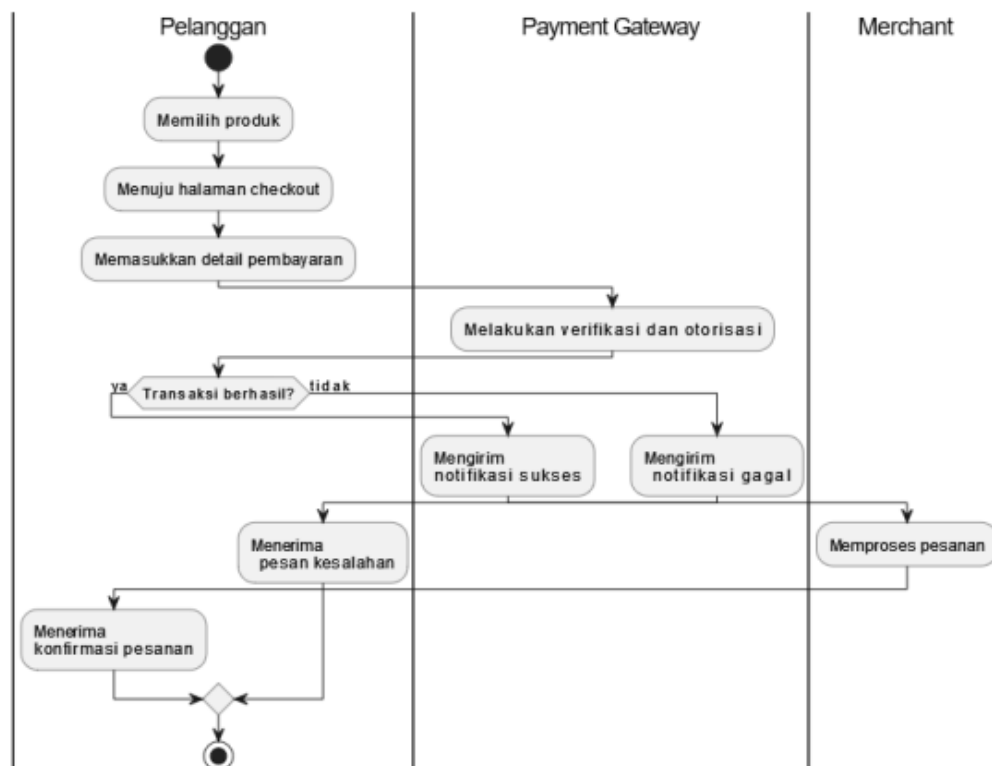 Pelanggan
Payment Gateway
Merchant
Memilih produk
Menuju halaman checkout
Memasukkan detail pembayaran
Melakukan verifikasi dan otorisasi
ya
Transaksi berhasil?
tidak
Mengirim
notifikasi sukses
Mengirim
notifikasi gagal
Menerima
pesan kesalahan
Memproses pesanan
Menerima
konfirmasi pesanan